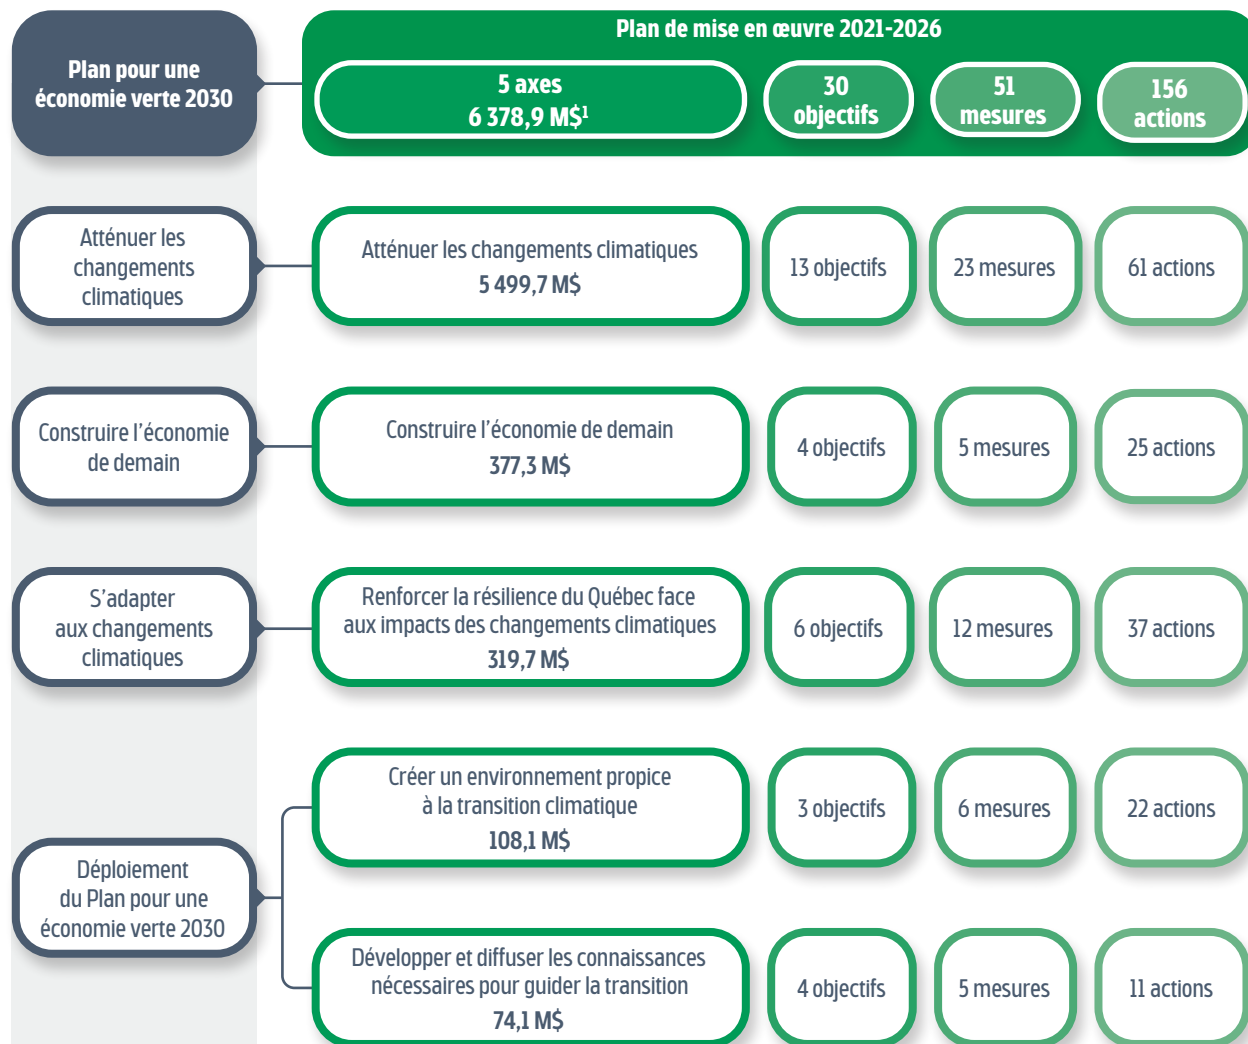 Plan pour une
économie verte 2030
Plan de mise en œuvre 2021-2026
5 axes
6 378,9 M$¹
30
objectifs
51
mesures
156
actions
Atténuer les
changements
climatiques
Atténuer les changements climatiques
5 499,7 M$
13 objectifs
23 mesures
61 actions
Construire l’économie
de demain
Construire l’économie de demain
377,3 M$
4 objectifs
5 mesures
25 actions
S’adapter
aux changements
climatiques
Renforcer la résilience du Québec face
aux impacts des changements climatiques
319,7 M$
6 objectifs
12 mesures
37 actions
Déploiement
du Plan pour une
économie verte 2030
Créer un environnement propice
à la transition climatique
108,1 M$
3 objectifs
6 mesures
22 actions
Développer et diffuser les connaissances
nécessaires pour guider la transition
74,1 M$
4 objectifs
5 mesures
11 actions